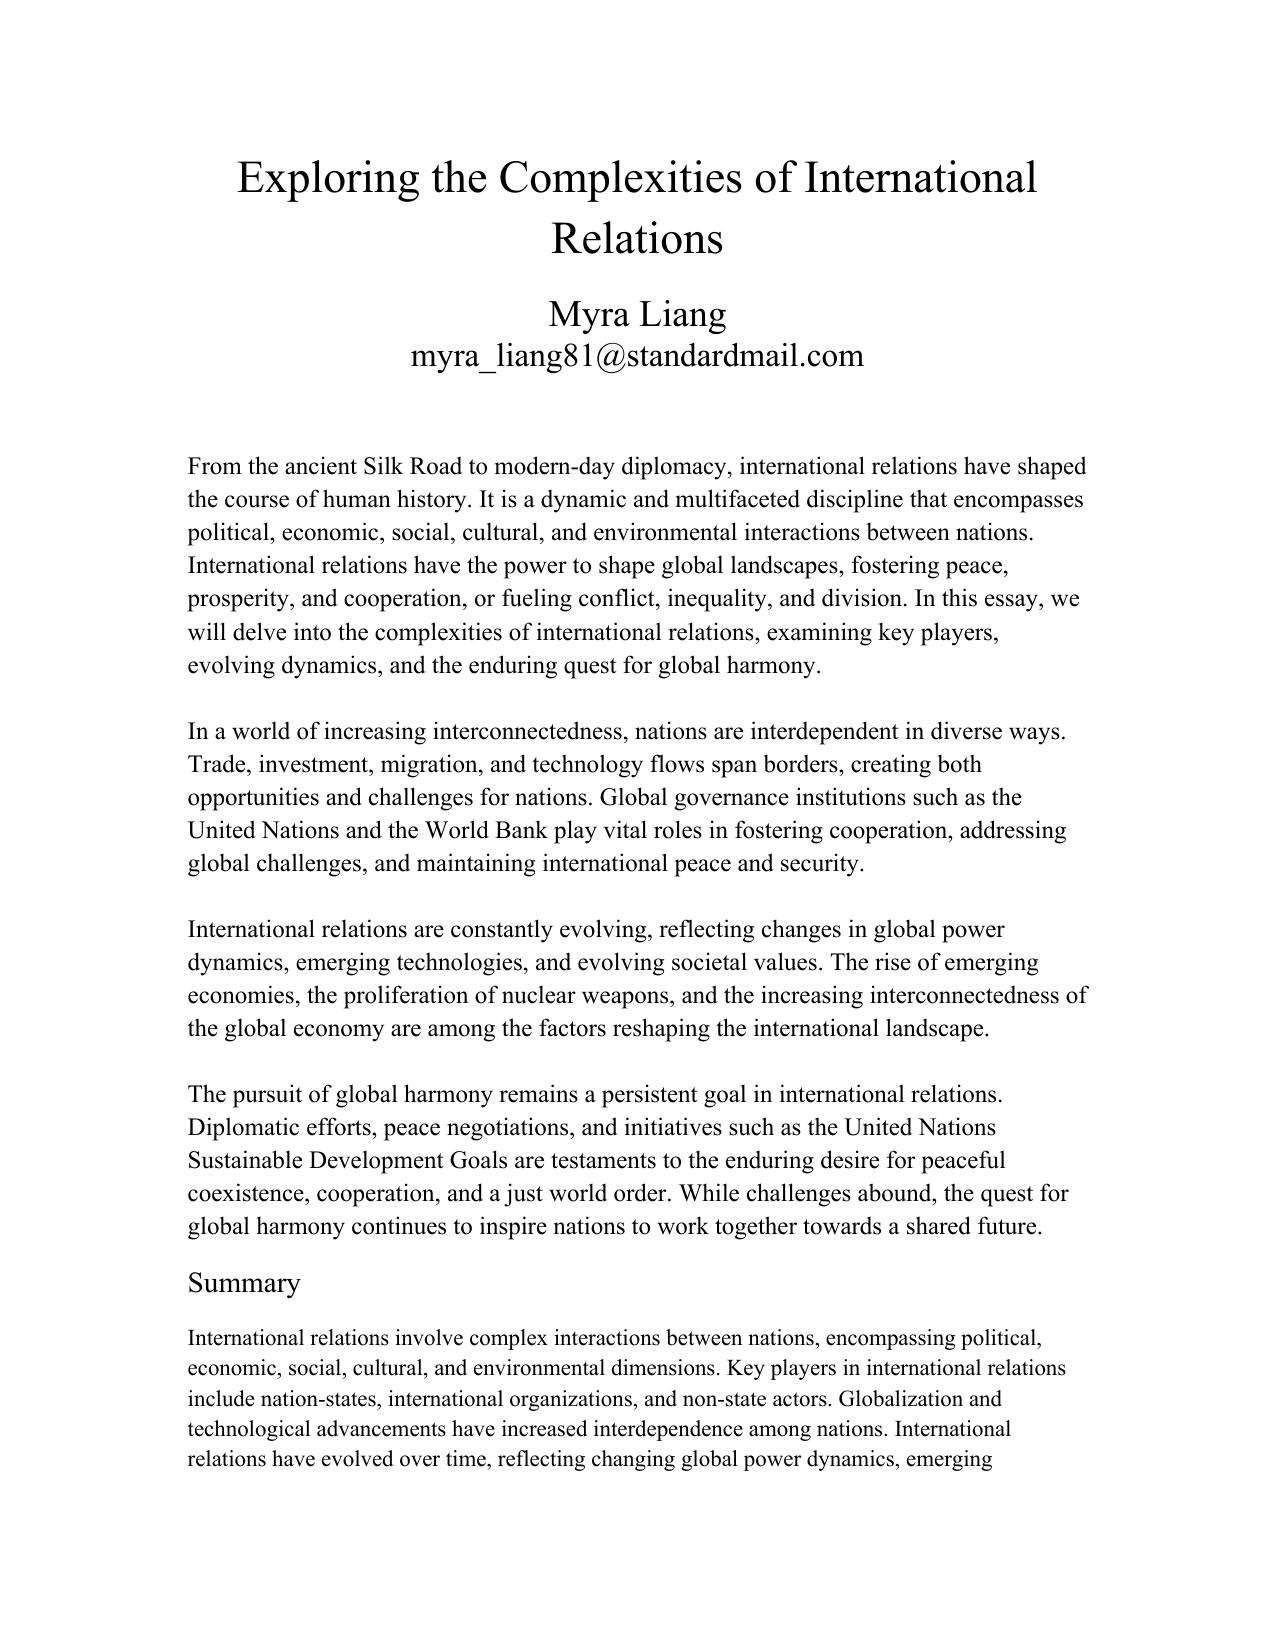 Exploring the Complexities of International
Relations
Myra Liang
myra_liang81@standardmail.com
From the ancient Silk Road to modern-day diplomacy, international relations have shaped
the course of human history. It is a dynamic and multifaceted discipline that encompasses
political, economic, social, cultural, and environmental interactions between nations.
International relations have the power to shape global landscapes, fostering peace,
prosperity, and cooperation, or fueling conflict, inequality, and division. In this essay, we
will delve into the complexities of international relations, examining key players,
evolving dynamics, and the enduring quest for global harmony.
In a world of increasing interconnectedness, nations are interdependent in diverse ways.
Trade, investment, migration, and technology flows span borders, creating both
opportunities and challenges for nations. Global governance institutions such as the
United Nations and the World Bank play vital roles in fostering cooperation, addressing
global challenges, and maintaining international peace and security.
International relations are constantly evolving, reflecting changes in global power
dynamics, emerging technologies, and evolving societal values. The rise of emerging
economies, the proliferation of nuclear weapons, and the increasing interconnectedness of
the global economy are among the factors reshaping the international landscape.
The pursuit of global harmony remains a persistent goal in international relations.
Diplomatic efforts, peace negotiations, and initiatives such as the United Nations
Sustainable Development Goals are testaments to the enduring desire for peaceful
coexistence, cooperation, and a just world order. While challenges abound, the quest for
global harmony continues to inspire nations to work together towards a shared future.
Summary
International relations involve complex interactions between nations, encompassing political,
economic, social, cultural, and environmental dimensions. Key players in international relations
include nation-states, international organizations, and non-state actors. Globalization and
technological advancements have increased interdependence among nations. International
relations have evolved over time, reflecting changing global power dynamics, emerging